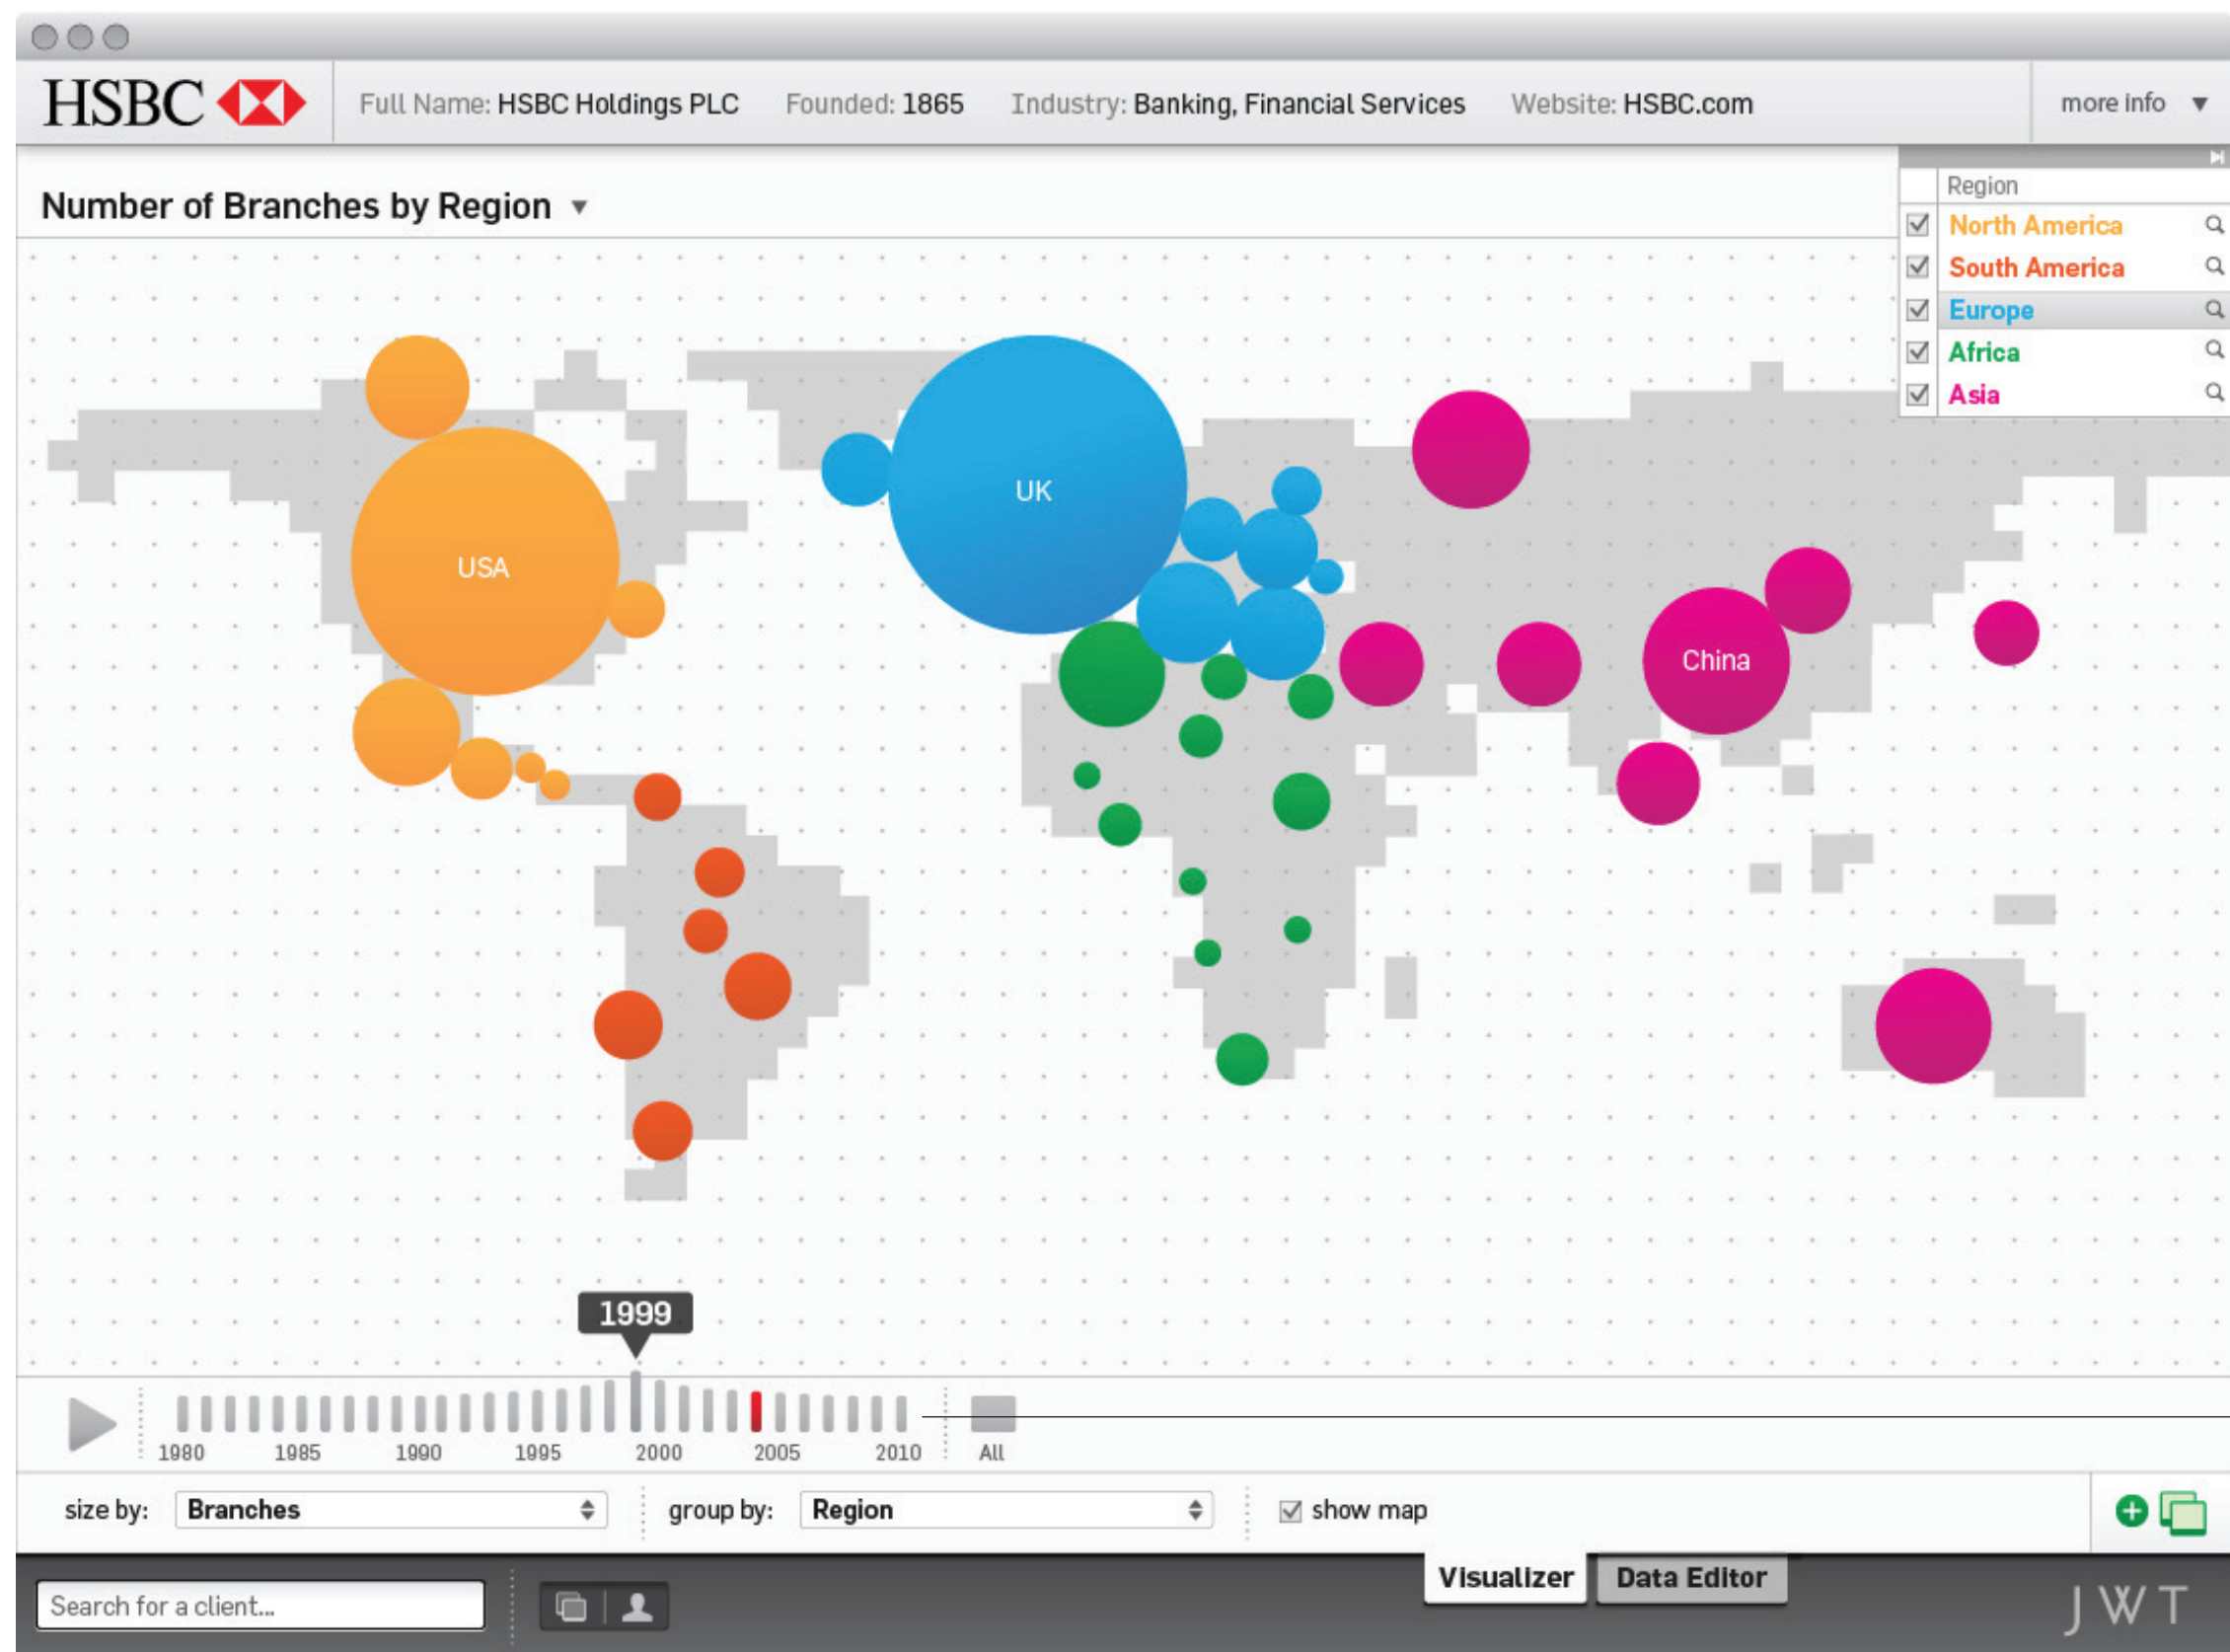 HSBC Full Name: HSBC Holdings PLC Founded: 1865 Industry: Banking, Financial Services Website: HSBC.com more info
Number of Branches by Region
Region
North America
South America
Europe
Africa
Asia
UK
USA
China
1999
1980 1985 1990 1995 2000 2005 2010 All
size by: Branches group by: Region show map
Visualizer Data Editor
Search for a client... JWT